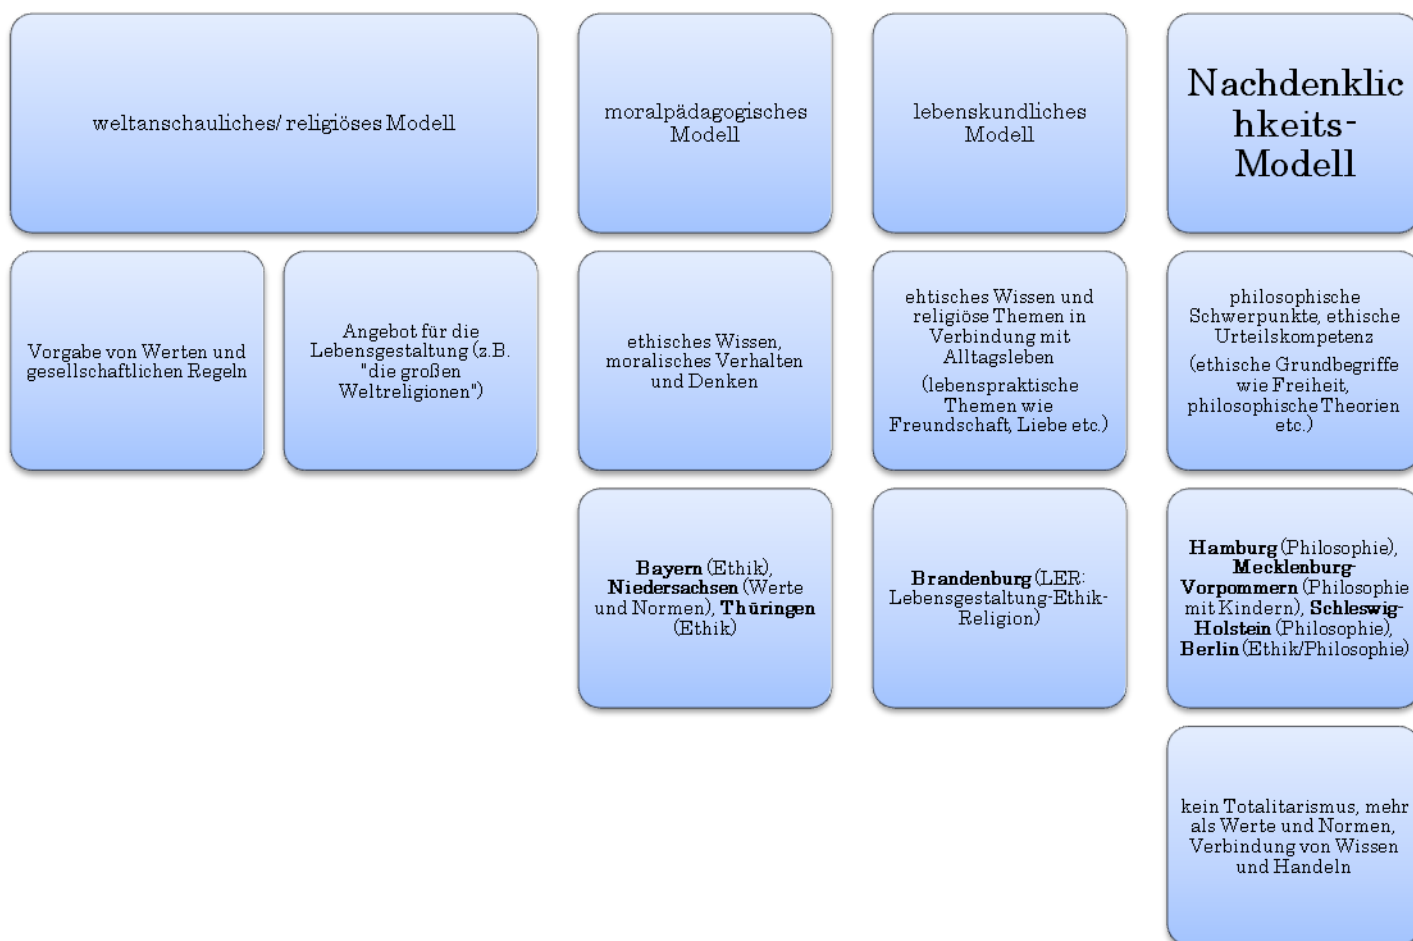 weltanschauliches/ religiöses Modell
moralpädagogisches
Modell
lebenskundliches
Modell
Nachdenklic
hkeits-
Modell
Vorgabe von Werten und
gesellschaftlichen Regeln
Angebot für die
Lebensgestaltung (z.B.
"die großen
Weltreligionen")
ethisches Wissen,
moralisches Verhalten
und Denken
ehtisches Wissen und
religiöse Themen in
Verbindung mit
Alltagsleben
(lebenspraktische
Themen wie
Freundschaft, Liebe etc.)
philosophische
Schwerpunkte, ethische
Urteilskompetenz
(ethische Grundbegriffe
wie Freiheit,
philosophische Theorien
etc.)
Bayern (Ethik),
Niedersachsen (Werte
und Normen), Thüringen
(Ethik)
Brandenburg (LER:
Lebensgestaltung-Ethik-
Religion)
Hamburg (Philosophie),
Mecklenburg-
Vorpommern (Philosophie
mit Kindern), Schleswig-
Holstein (Philosophie),
Berlin (Ethik/Philosophie)
kein Totalitarismus, mehr
als Werte und Normen,
Verbindung von Wissen
und Handeln